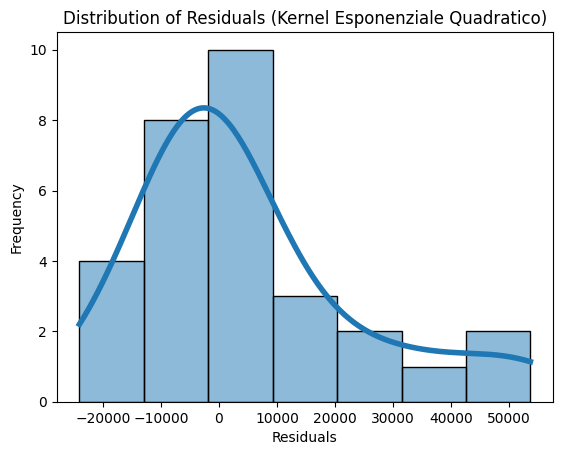 Distribution of Residuals (Kernel Esponenziale Quadratico)
10
8
6
4
2
0
Frequency
−20000 −10000 0 10000 20000 30000 40000 50000
Residuals